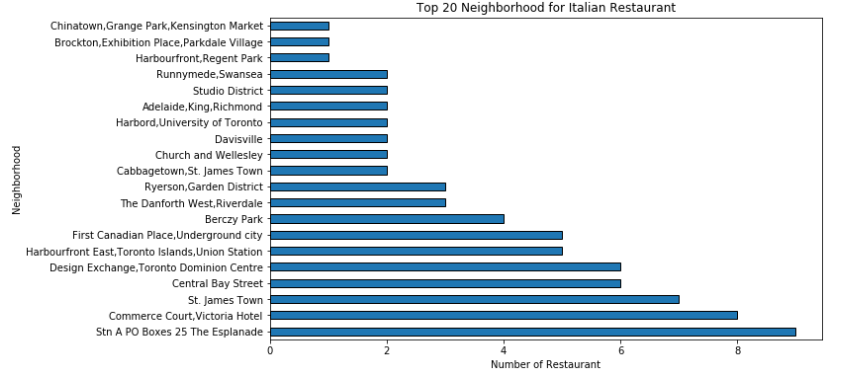 Top 20 Neighborhood for Italian Restaurant
Chinatown,Grange Park,Kensington Market
Brockton,Exhibition Place,Parkdale Village
Harbourfront,Regent Park
Runnymede,Swansea
Studio District
Adelaide,King,Richmond
Harbord,University of Toronto
Davisville
Church and Wellesley
Cabbagetown,St. James Town
Ryerson,Garden District
The Danforth West,Riverdale
Berczy Park
First Canadian Place,Underground city
Harbourfront East,Toronto Islands,Union Station
Design Exchange,Toronto Dominion Centre
Central Bay Street
St. James Town
Commerce Court,Victoria Hotel
Stn A PO Boxes 25 The Esplanade
Neighborhood
0 2 4 6 8
Number of Restaurant